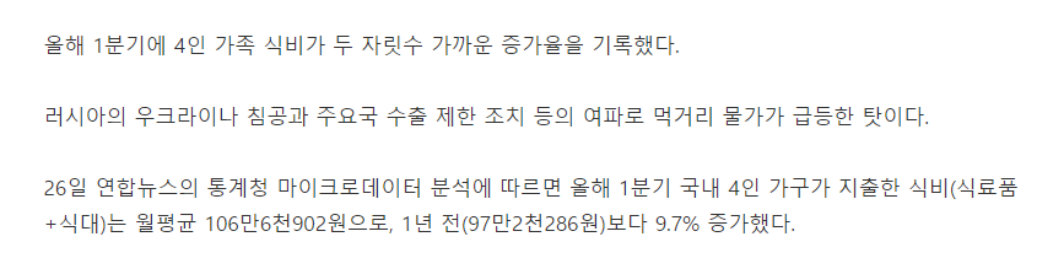 올해 1분기에 4인 가족 식비가 두 자릿수 가까운 증가율을 기록했다.
러시아의 우크라이나 침공과 주요국 수출 제한 조치 등의 여파로 먹거리 물가가 급등한 탓이다.
26일 연합뉴스의 통계청 마이크로데이터 분석에 따르면 올해 1분기 국내 4인 가구가 지출한 식비(식료품
+식대)는 월평균 106만6천902원으로, 1년 전(97만2천286원)보다 9.7% 증가했다.